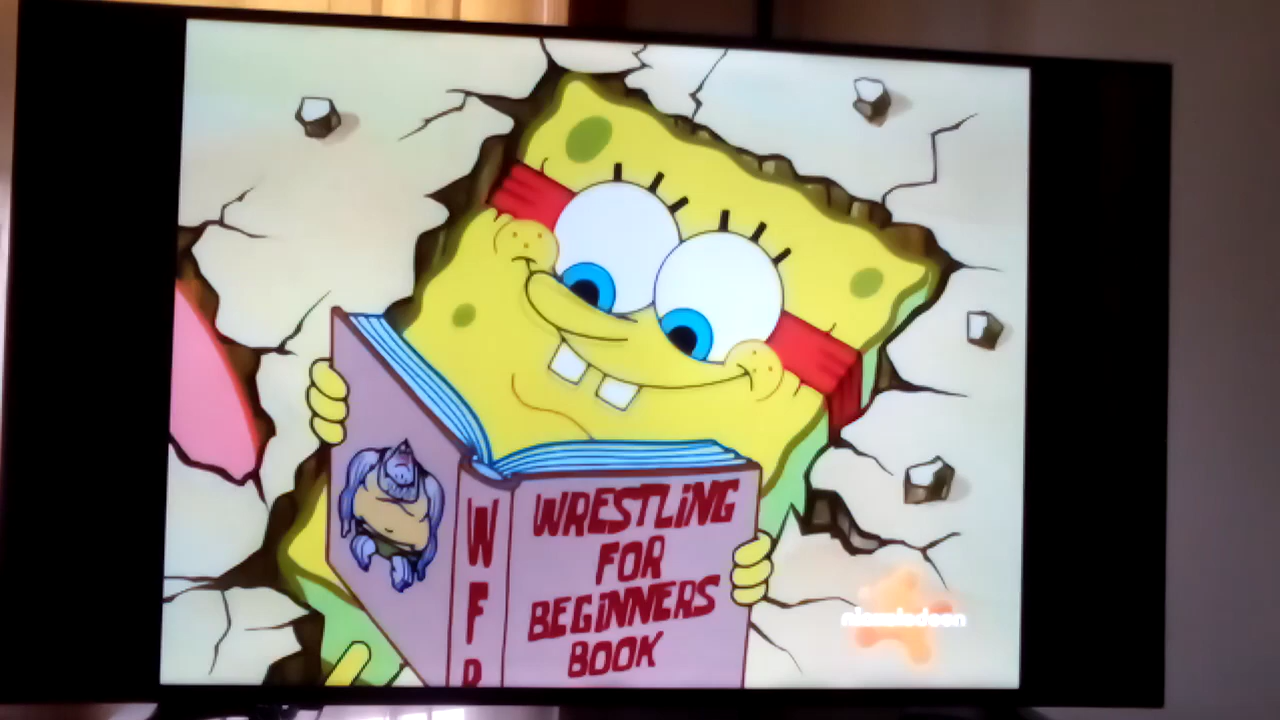 W
F
B
WRESTLING
FOR
BEGINNERS
BOOK
nickelodeon